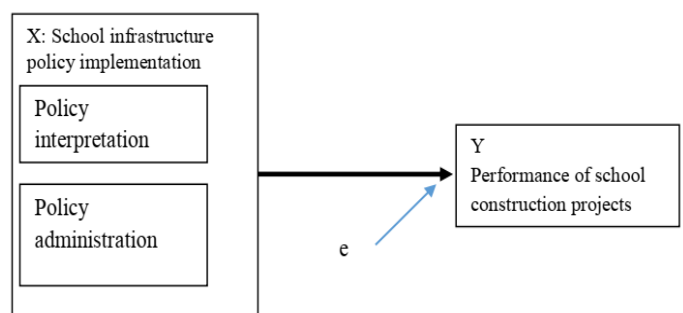 X: School infrastructure
policy implementation
Policy
interpretation
Policy
administration
Y
Performance of school
construction projects
e